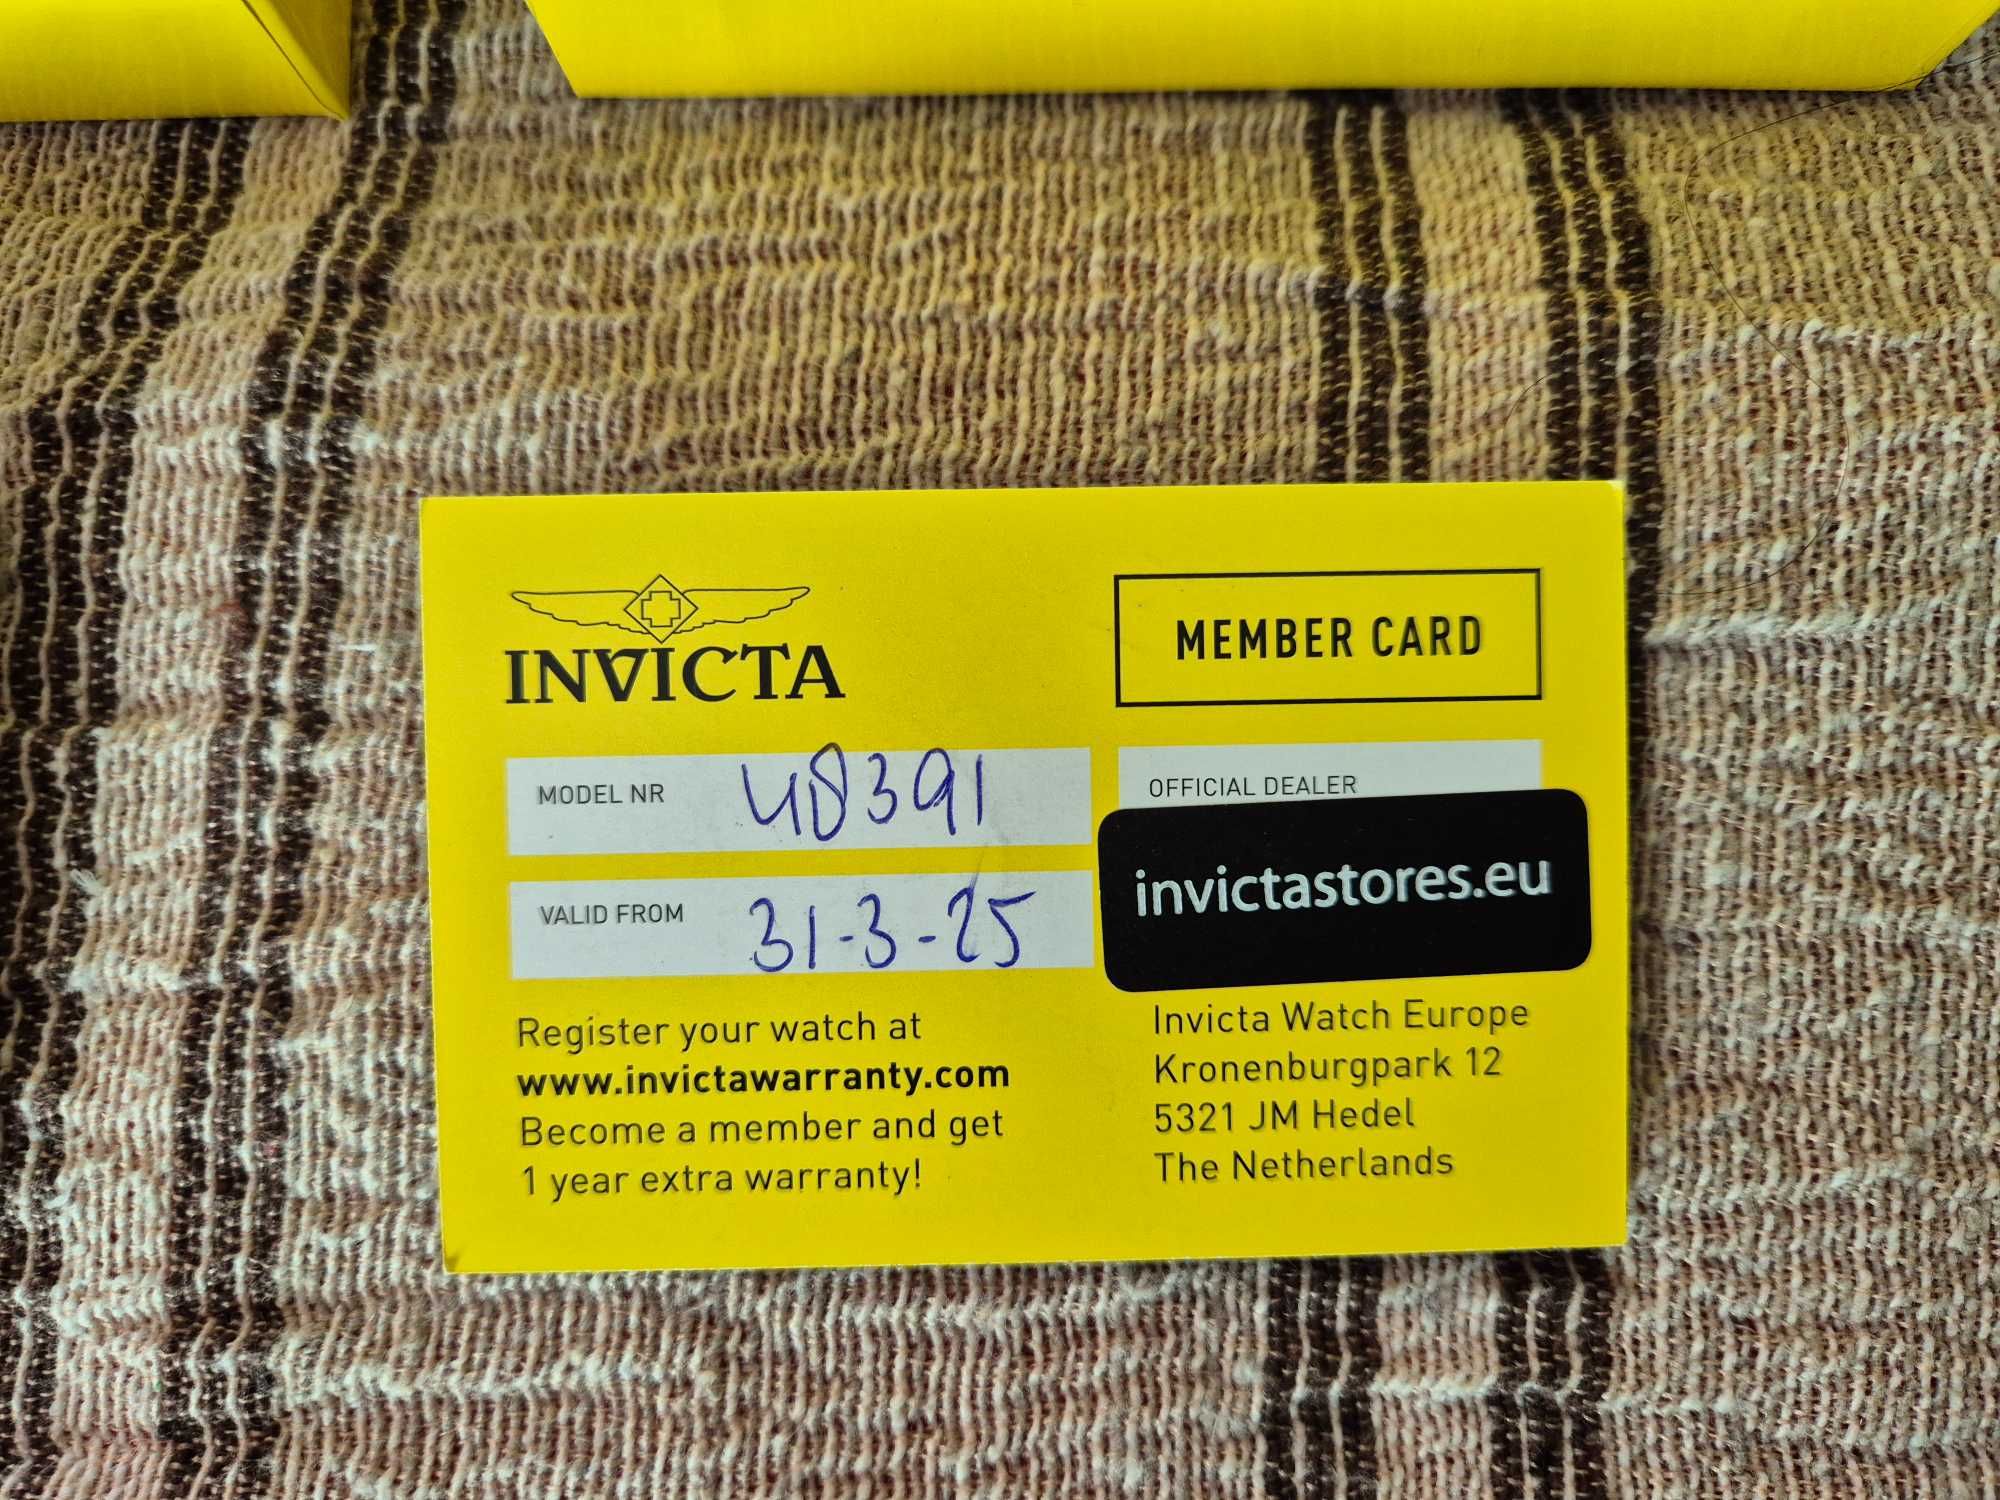 INVICTA
MEMBER CARD
MODEL NR 48391
VALID FROM 31-3-25
OFFICIAL DEALER
invictastores.eu
Register your watch at
www.invictawarranty.com
Become a member and get
1 year extra warranty!
Invicta Watch Europe
Kronenburgpark 12
5321 JM Hedel
The Netherlands